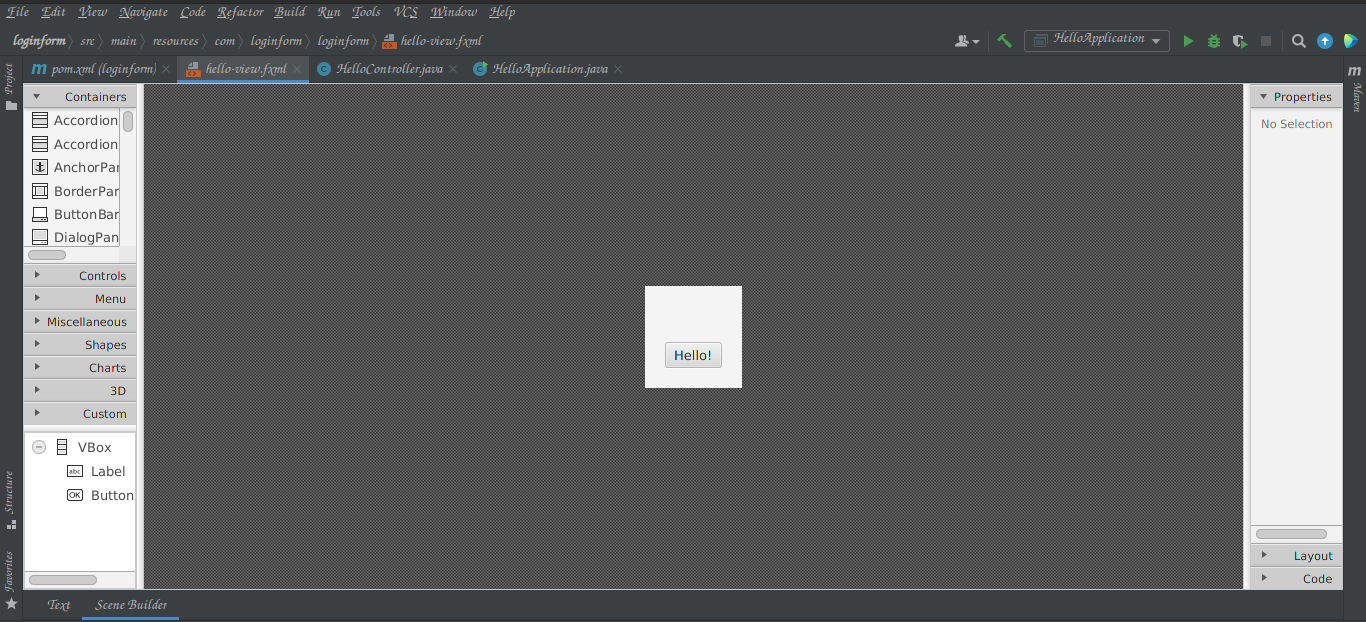 File Edit View Navigate Code Refactor Build Run Tools VCS Window Help
loginform src main resources com loginform loginform hello-view.fxml HelloApplication
m pom.xml (loginform) hello-view.fxml C HelloController.java C HelloApplication.java
Project
Containers
Accordion
Accordion
AnchorPar
BorderPar
ButtonBar
DialogPan
Controls
Menu
Miscellaneous
Shapes
Charts
3D
Custom
VBox
abc Label
OK Button
Structure
Favorites
Hello!
Properties
No Selection
Layout
Code
m Maven
Text Scene Builder